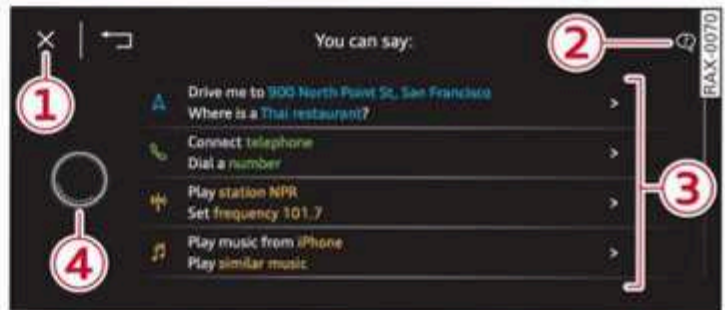 You can say:
Drive me to 900 North Point St, San Francisco
Where is a Thai restaurant?
Connect telephone
Dial a number
Play station NPR
Set frequency 101.7
Play music from iPhone
Play similar music
1
2
3
4
RAX-0070